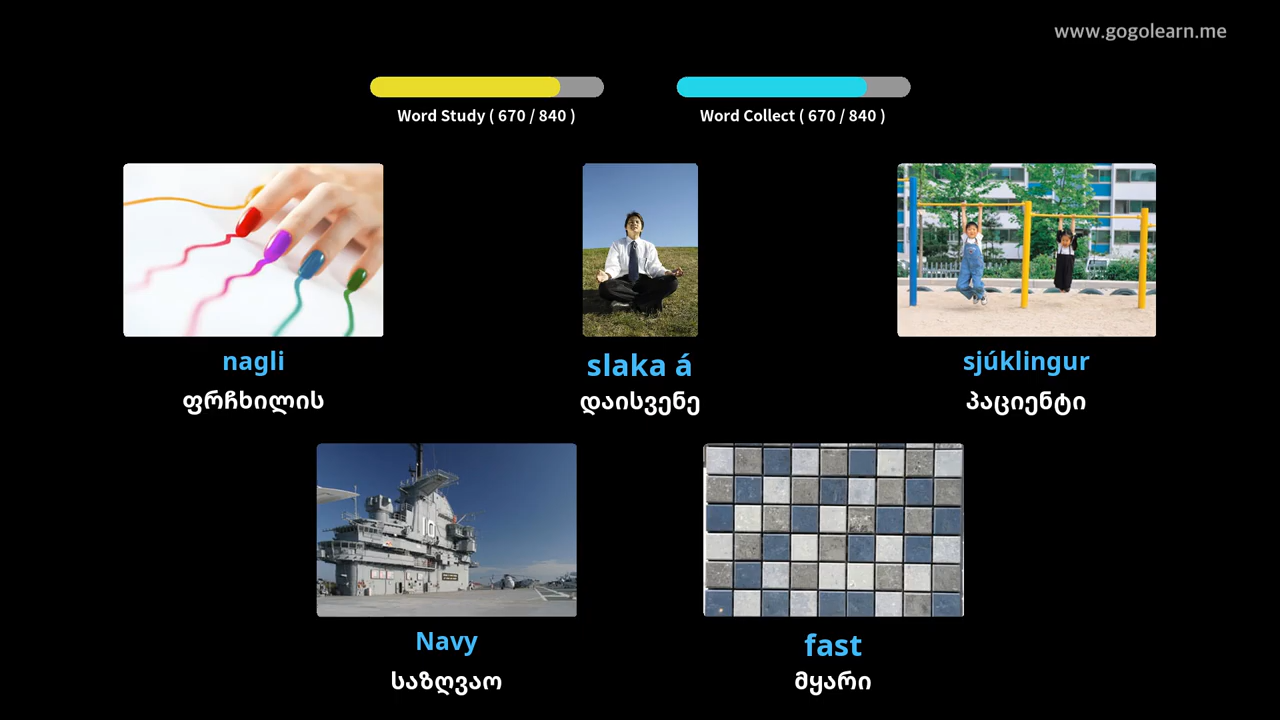 www.gogolearn.me
Word Study ( 670 / 840 )
Word Collect ( 670 / 840 )
nagli
ფრჩხილის
slaka á
დაისვენე
sjúklingur
პაციენტი
10
Navy
საზღვაო
fast
მყარი